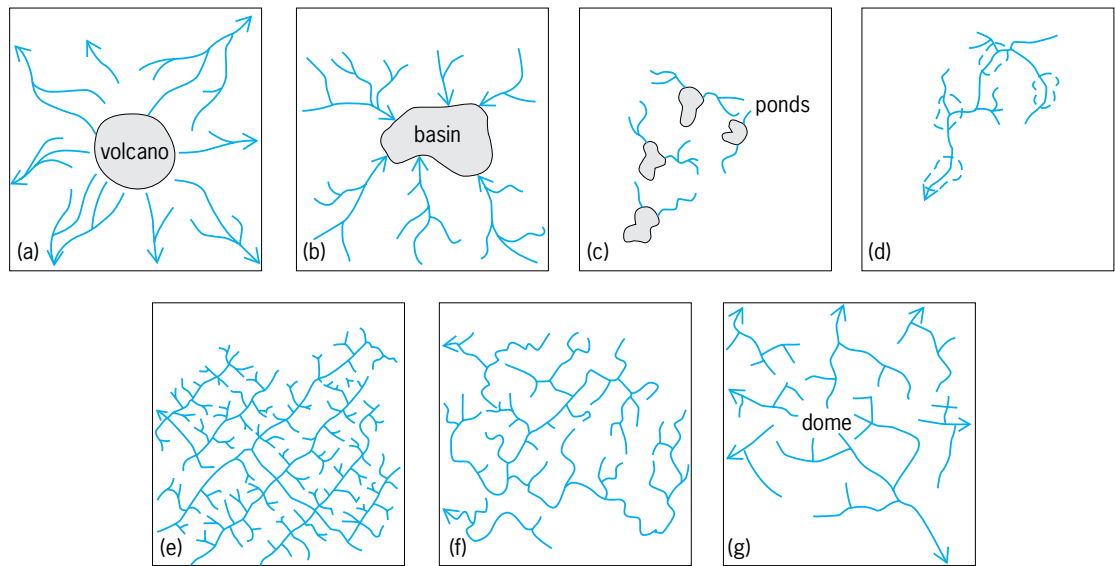 volcano
(a)
basin
(b)
ponds
(c)
(d)
(e)
(f)
dome
(g)